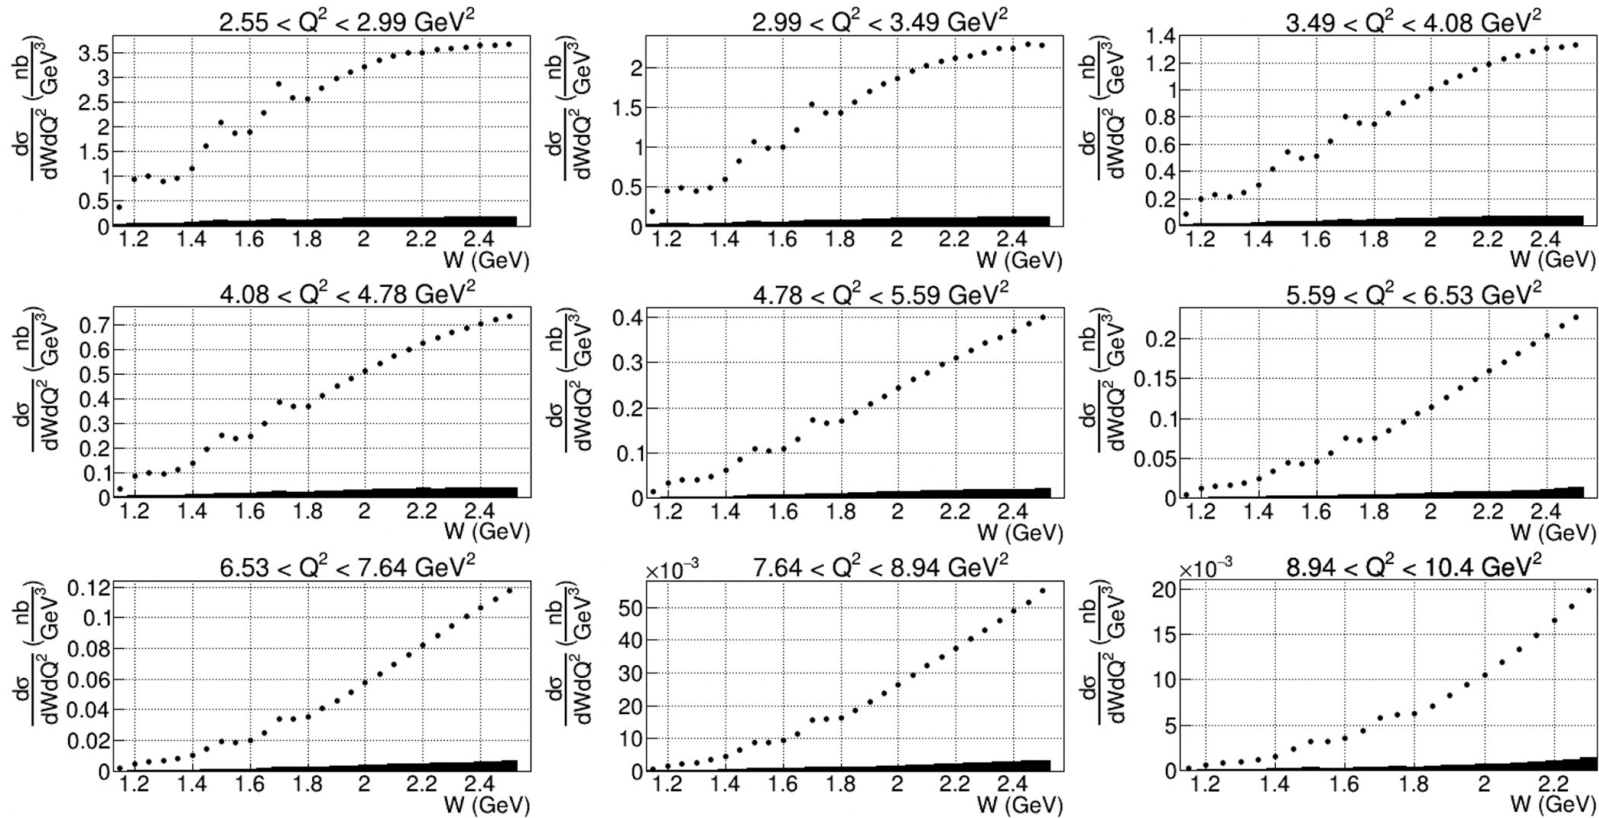 2.55 < Q² < 2.99 GeV²
dσ/dWdQ² (nb/GeV³)
3.5
3
2.5
2
1.5
1
0.5
0
1.2 1.4 1.6 1.8 2 2.2 2.4
W (GeV)
2.99 < Q² < 3.49 GeV²
dσ/dWdQ² (nb/GeV³)
2
1.5
1
0.5
0
1.2 1.4 1.6 1.8 2 2.2 2.4
W (GeV)
3.49 < Q² < 4.08 GeV²
dσ/dWdQ² (nb/GeV³)
1.4
1.2
1
0.8
0.6
0.4
0.2
0
1.2 1.4 1.6 1.8 2 2.2 2.4
W (GeV)
4.08 < Q² < 4.78 GeV²
dσ/dWdQ² (nb/GeV³)
0.7
0.6
0.5
0.4
0.3
0.2
0.1
0
1.2 1.4 1.6 1.8 2 2.2 2.4
W (GeV)
4.78 < Q² < 5.59 GeV²
dσ/dWdQ² (nb/GeV³)
0.4
0.3
0.2
0.1
0
1.2 1.4 1.6 1.8 2 2.2 2.4
W (GeV)
5.59 < Q² < 6.53 GeV²
dσ/dWdQ² (nb/GeV³)
0.2
0.15
0.1
0.05
0
1.2 1.4 1.6 1.8 2 2.2 2.4
W (GeV)
6.53 < Q² < 7.64 GeV²
dσ/dWdQ² (nb/GeV³)
0.12
0.1
0.08
0.06
0.04
0.02
0
1.2 1.4 1.6 1.8 2 2.2 2.4
W (GeV)
×10⁻³
7.64 < Q² < 8.94 GeV²
dσ/dWdQ² (nb/GeV³)
50
40
30
20
10
0
1.2 1.4 1.6 1.8 2 2.2 2.4
W (GeV)
×10⁻³
8.94 < Q² < 10.4 GeV²
dσ/dWdQ² (nb/GeV³)
20
15
10
5
0
1.2 1.4 1.6 1.8 2 2.2
W (GeV)